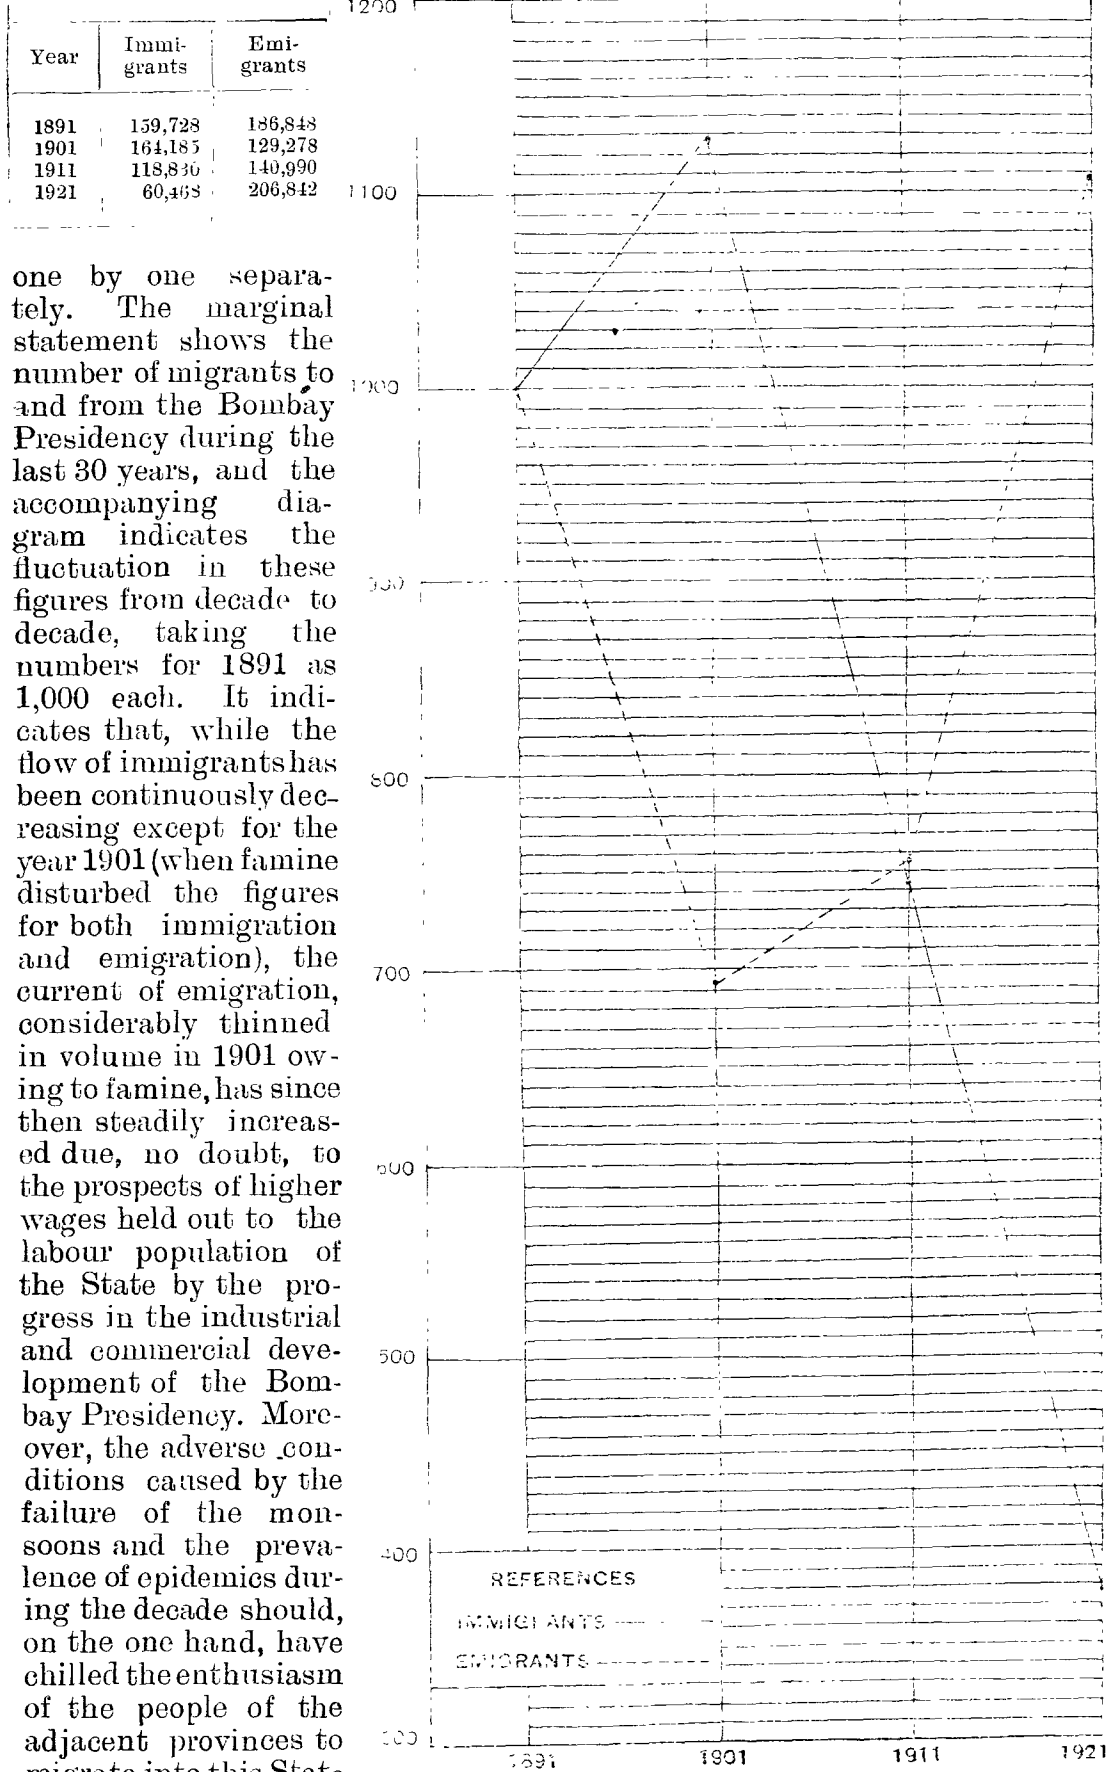 Year Immi- Emi-
grants grants
1891 159,728 186,848
1901 164,185 129,278
1911 118,830 140,990
1921 60,468 206,842
one by one separa-
tely. The marginal
statement shows the
number of migrants to
and from the Bombay
Presidency during the
last 30 years, and the
accompanying dia-
gram indicates the
fluctuation in these
figures from decade to
decade, taking the
numbers for 1891 as
1,000 each. It indi-
cates that, while the
flow of immigrants has
been continuously dec-
reasing except for the
year 1901 (when famine
disturbed the figures
for both immigration
and emigration), the
current of emigration,
considerably thinned
in volume in 1901 ow-
ing to famine, has since
then steadily increas-
ed due, no doubt, to
the prospects of higher
wages held out to the
labour population of
the State by the pro-
gress in the industrial
and commercial deve-
lopment of the Bom-
bay Presidency. More-
over, the adverse con-
ditions caused by the
failure of the mon-
soons and the preva-
lence of epidemics dur-
ing the decade should,
on the one hand, have
chilled the enthusiasm
of the people of the
adjacent provinces to
migrate into this State
1200
1100
1000
900
800
700
600
500
400
300
REFERENCES
IMMIGRANTS
EMIGRANTS
1891 1901 1911 1921